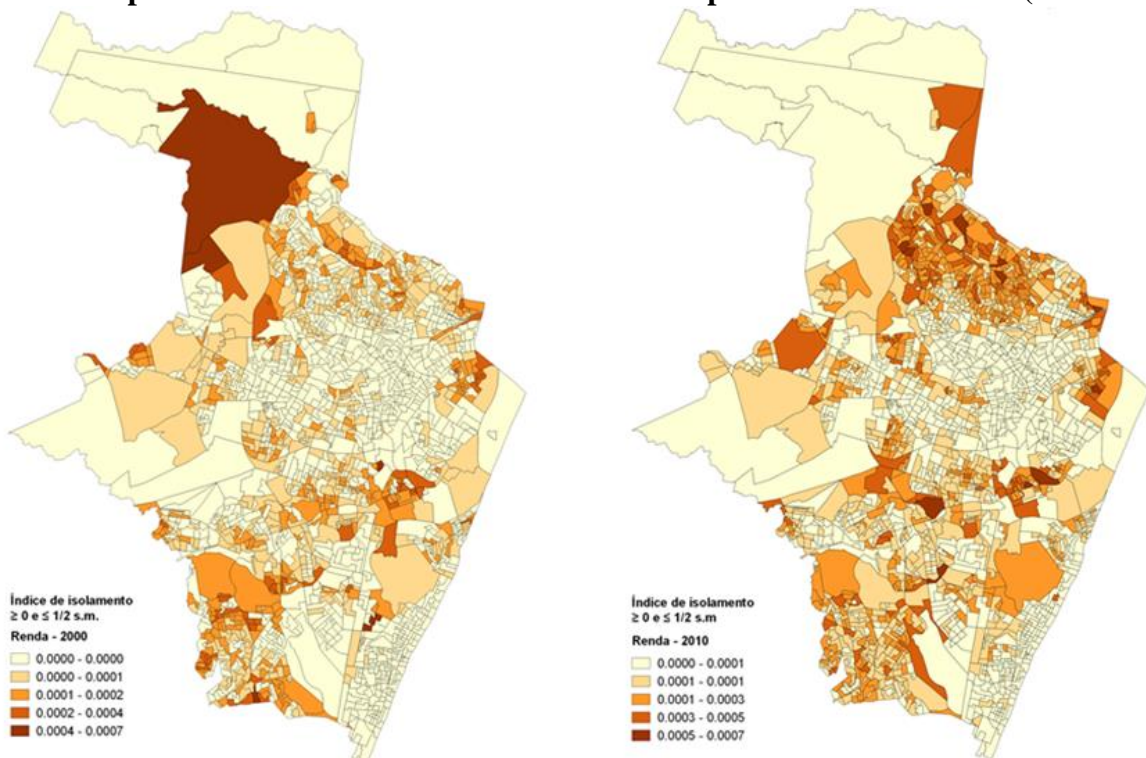 Índice de isolamento
≥ 0 e ≤ 1/2 s.m.
Renda - 2000
0.0000 - 0.0000
0.0000 - 0.0001
0.0001 - 0.0002
0.0002 - 0.0004
0.0004 - 0.0007
Índice de isolamento
≥ 0 e ≤ 1/2 s.m
Renda - 2010
0.0000 - 0.0001
0.0001 - 0.0001
0.0001 - 0.0003
0.0003 - 0.0005
0.0005 - 0.0007